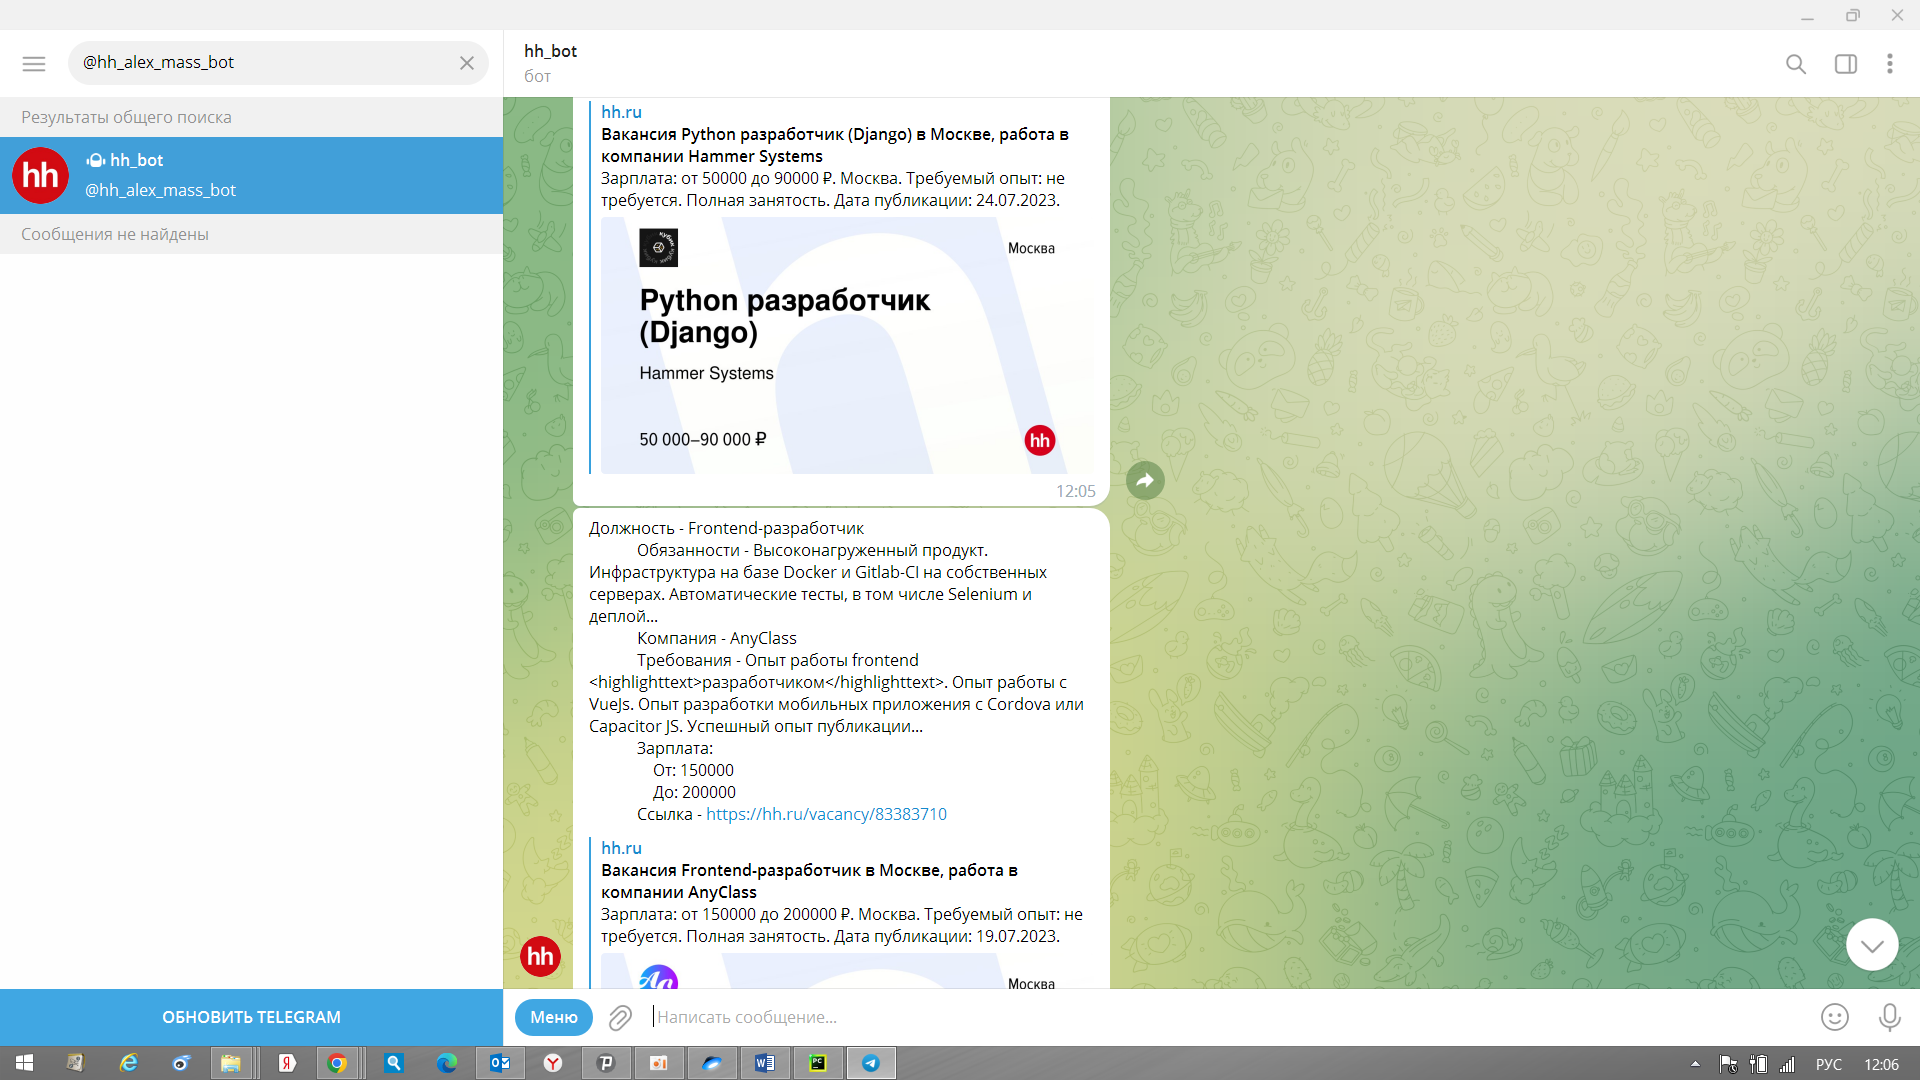 @hh_alex_mass_bot
Результаты общего поиска
hh
hh_bot
@hh_alex_mass_bot
Сообщения не найдены
ОБНОВИТЬ TELEGRAM
hh_bot
бот
hh.ru
Вакансия Python разработчик (Django) в Москве, работа в
компании Hammer Systems
Зарплата: от 50000 до 90000 ₽. Москва. Требуемый опыт: не
требуется. Полная занятость. Дата публикации: 24.07.2023.
Москва
Python разработчик
(Django)
Hammer Systems
50 000–90 000 ₽
hh
12:05
Должность - Frontend-разработчик
Обязанности - Высоконагруженный продукт.
Инфраструктура на базе Docker и Gitlab-CI на собственных
серверах. Автоматические тесты, в том числе Selenium и
деплой...
Компания - AnyClass
Требования - Опыт работы frontend
<highlighttext>разработчиком</highlighttext>. Опыт работы с
VueJs. Опыт разработки мобильных приложения с Cordova или
Capacitor JS. Успешный опыт публикации...
Зарплата:
От: 150000
До: 200000
Ссылка - https://hh.ru/vacancy/83383710
hh.ru
Вакансия Frontend-разработчик в Москве, работа в
компании AnyClass
Зарплата: от 150000 до 200000 ₽. Москва. Требуемый опыт: не
требуется. Полная занятость. Дата публикации: 19.07.2023.
hh
Москва
Меню
Написать сообщение...
РУС
12:06